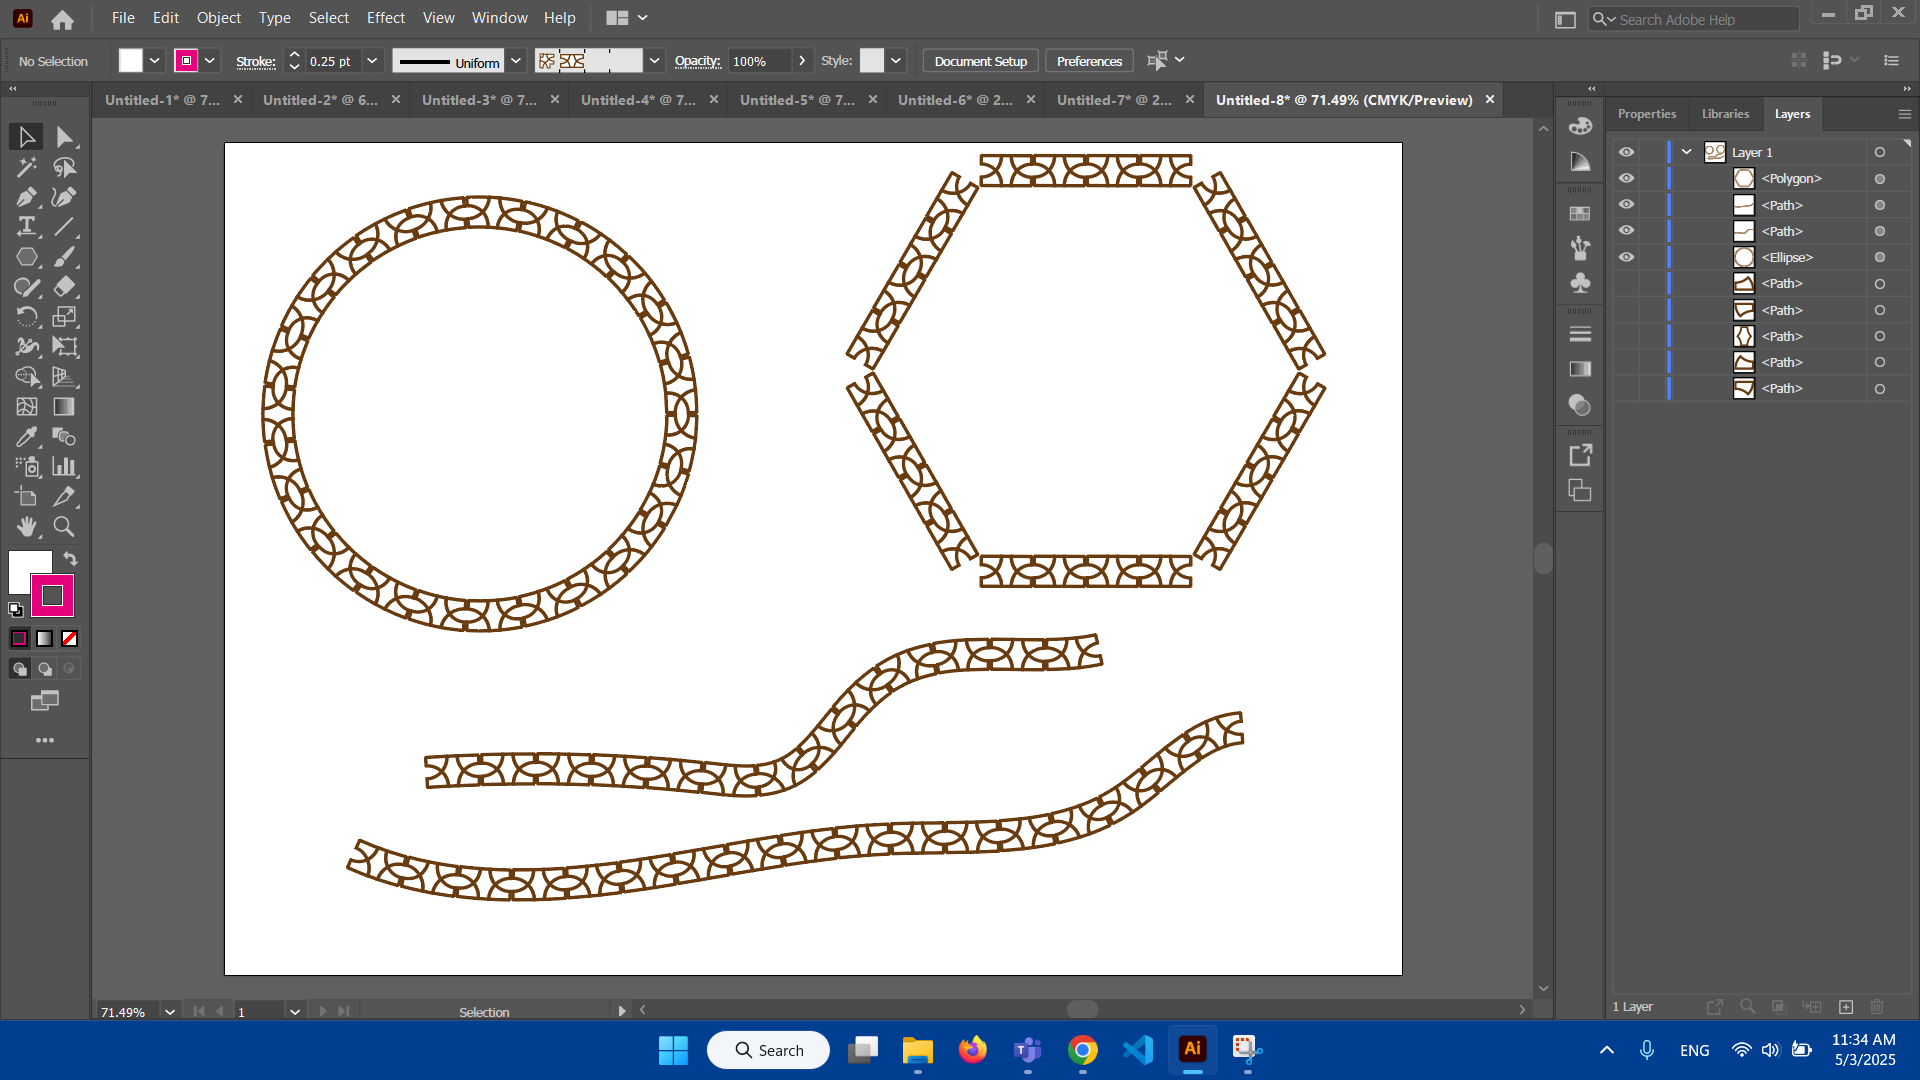 Ai File Edit Object Type Select Effect View Window Help Search Adobe Help
No Selection Stroke: 0.25 pt Uniform Opacity: 100% Style: Document Setup Preferences
Untitled-1* @ 7... Untitled-2* @ 6... Untitled-3* @ 7... Untitled-4* @ 7... Untitled-5* @ 7... Untitled-6* @ 2... Untitled-7* @ 2... Untitled-8* @ 71.49% (CMYK/Preview)
Properties Libraries Layers
Layer 1
<Polygon>
<Path>
<Path>
<Ellipse>
<Path>
<Path>
<Path>
<Path>
<Path>
1 Layer
71.49% 1 Selection
Search Ai ENG 11:34 AM
5/3/2025